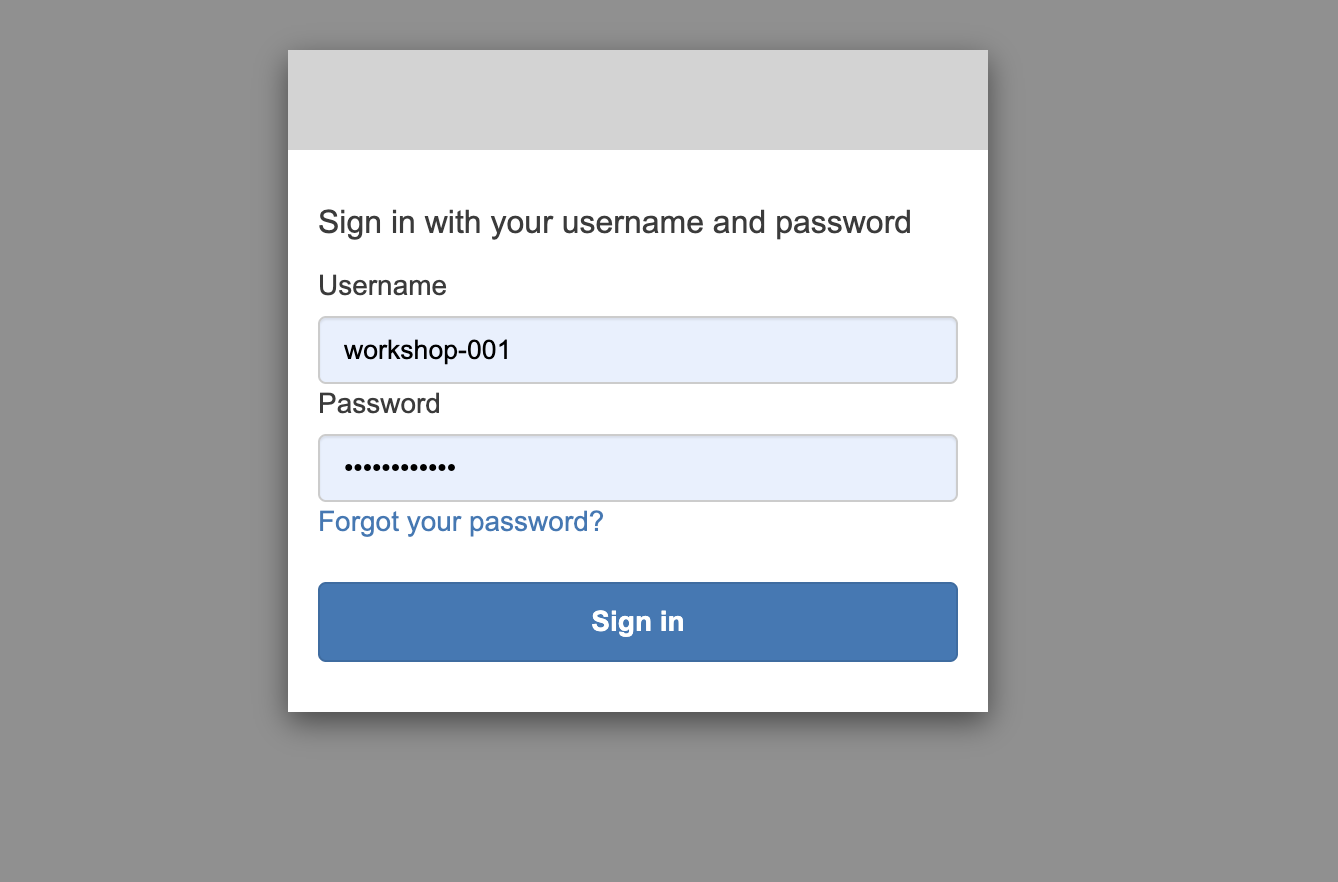 Sign in with your username and password
Username
workshop-001
Password
••••••••••••
Forgot your password?
Sign in